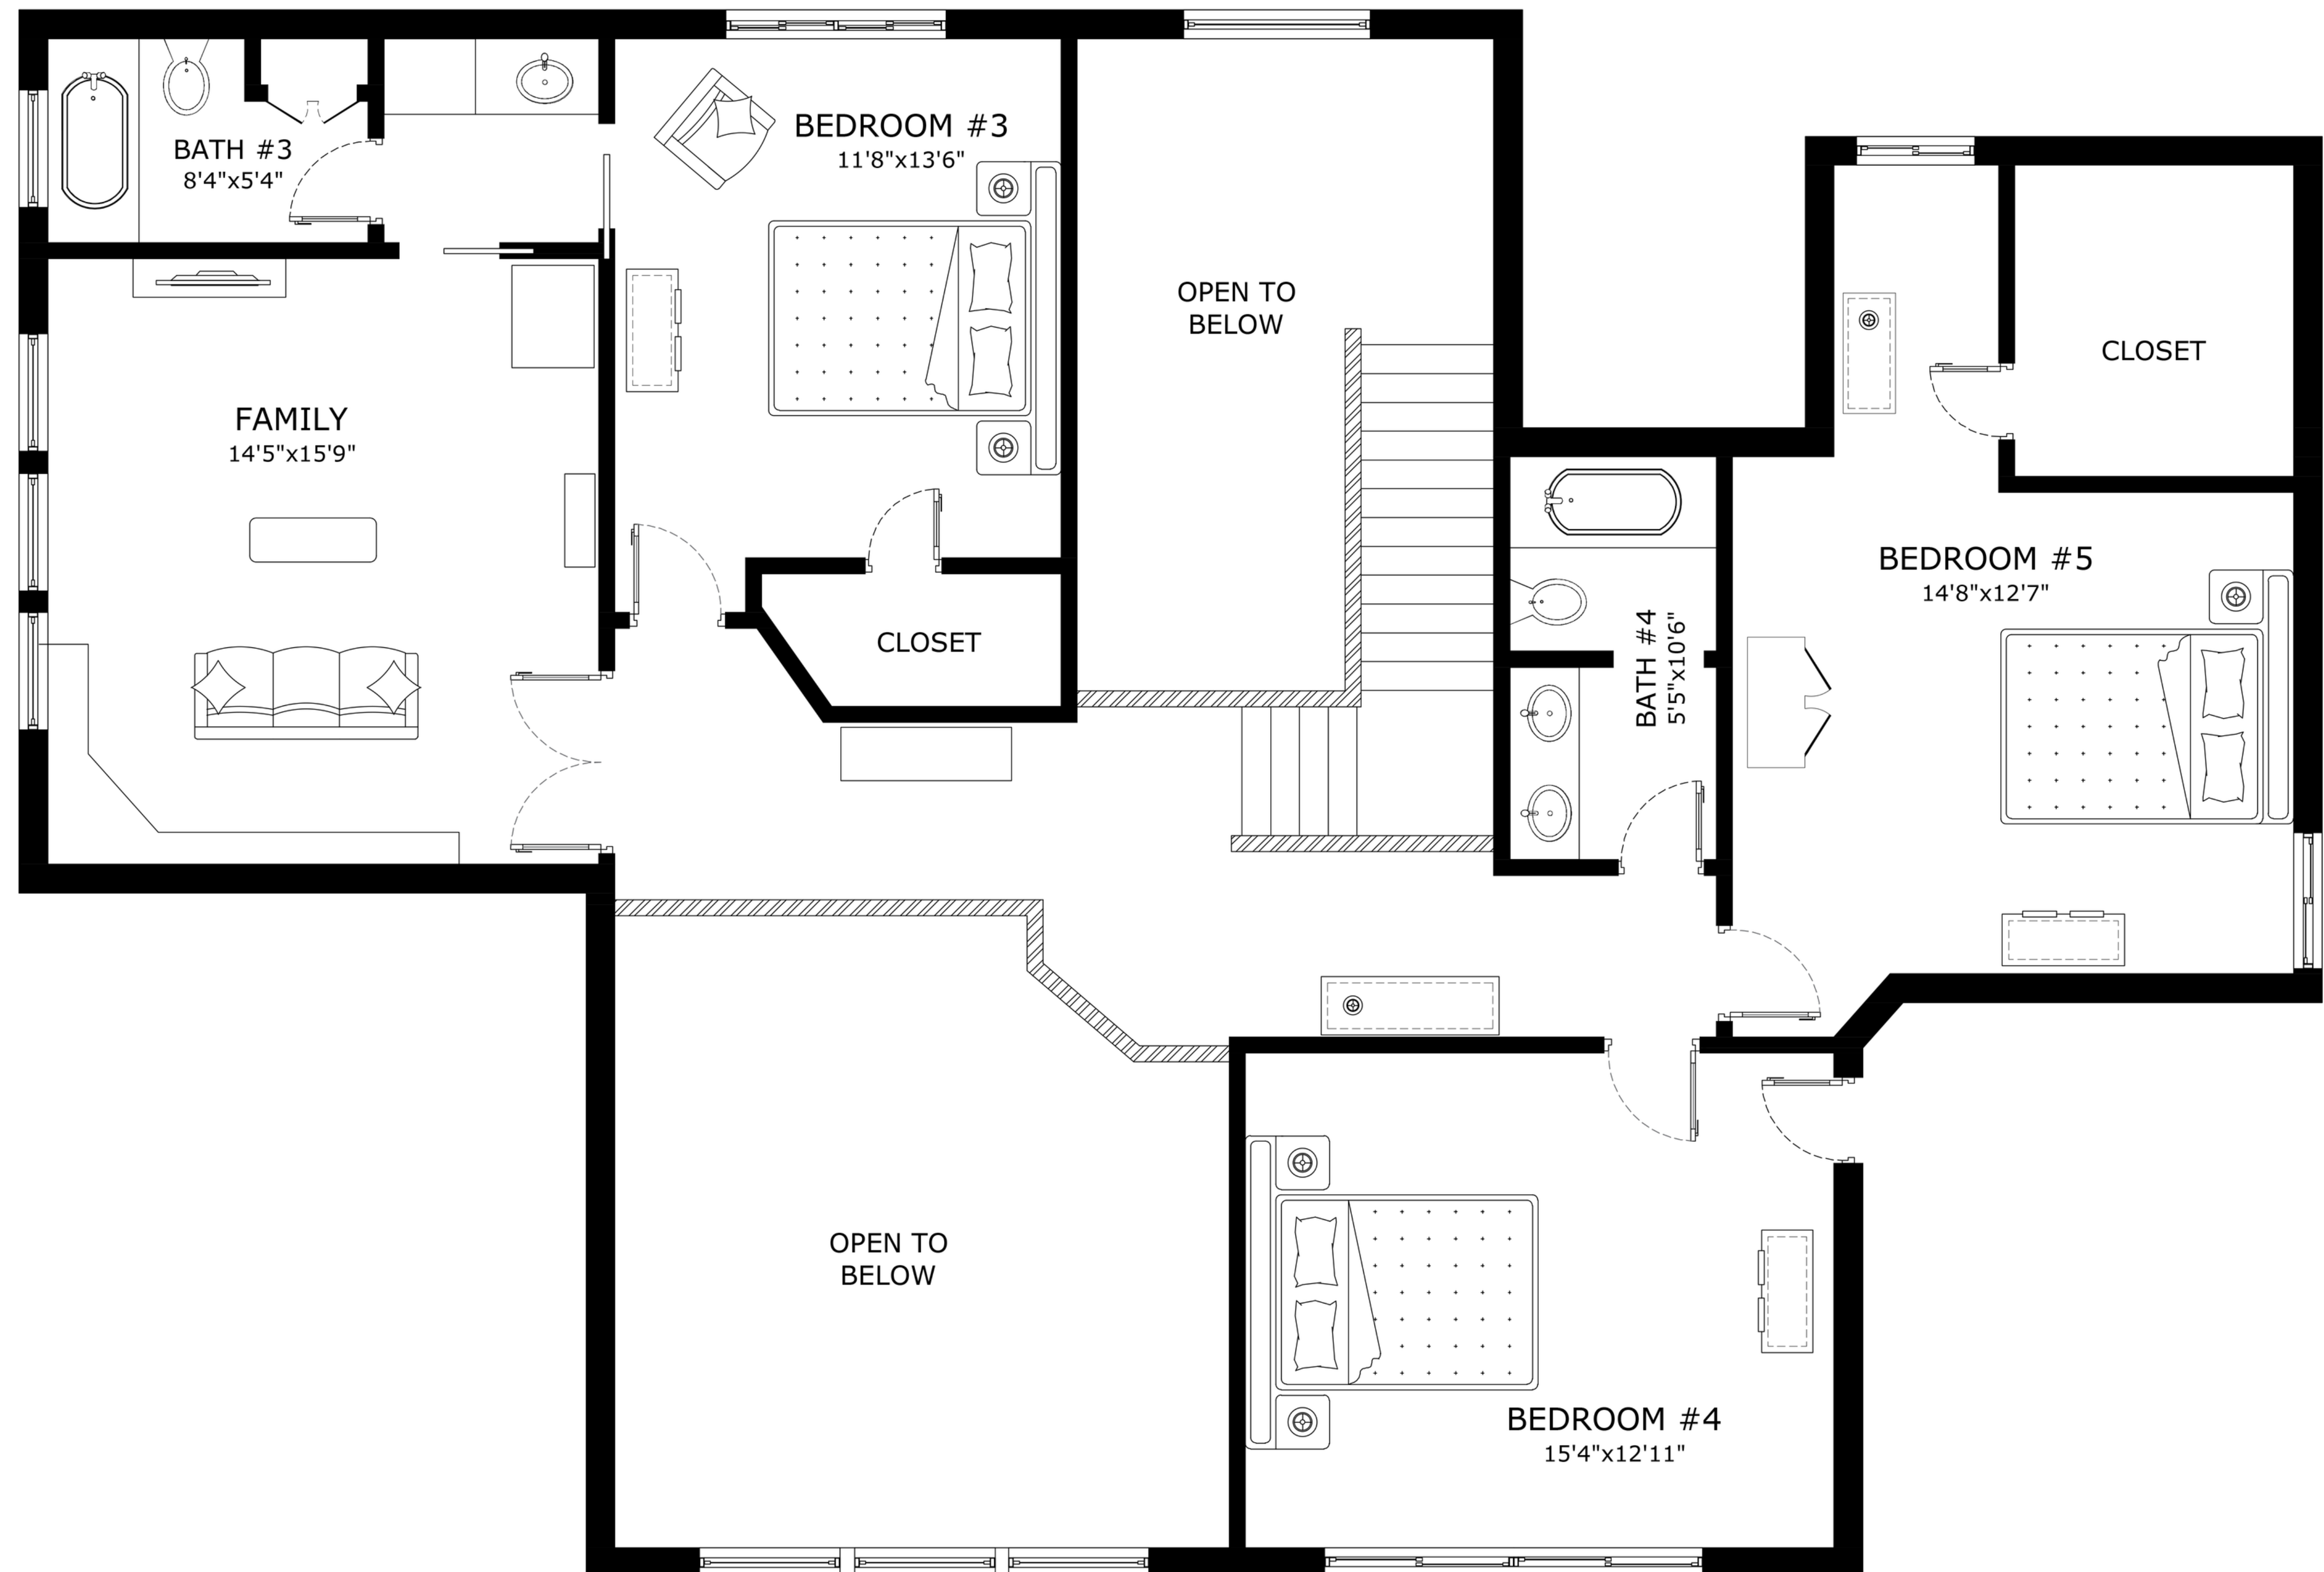 BATH #3
8'4"x5'4"
BEDROOM #3
11'8"x13'6"
OPEN TO
BELOW
CLOSET
FAMILY
14'5"x15'9"
BEDROOM #5
14'8"x12'7"
CLOSET
BATH #4
5'5"x10'6"
OPEN TO
BELOW
BEDROOM #4
15'4"x12'11"